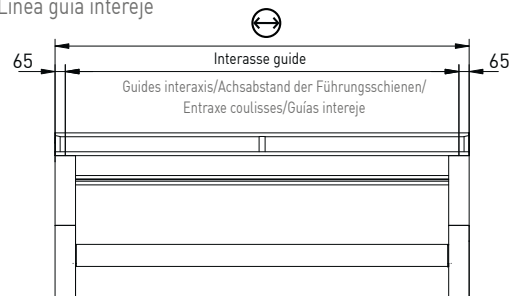 Línea guía intereje
65
Interasse guide
65
Guides interaxis/Achsabstand der Führungsschienen/
Entraxe coulisses/Guías intereje